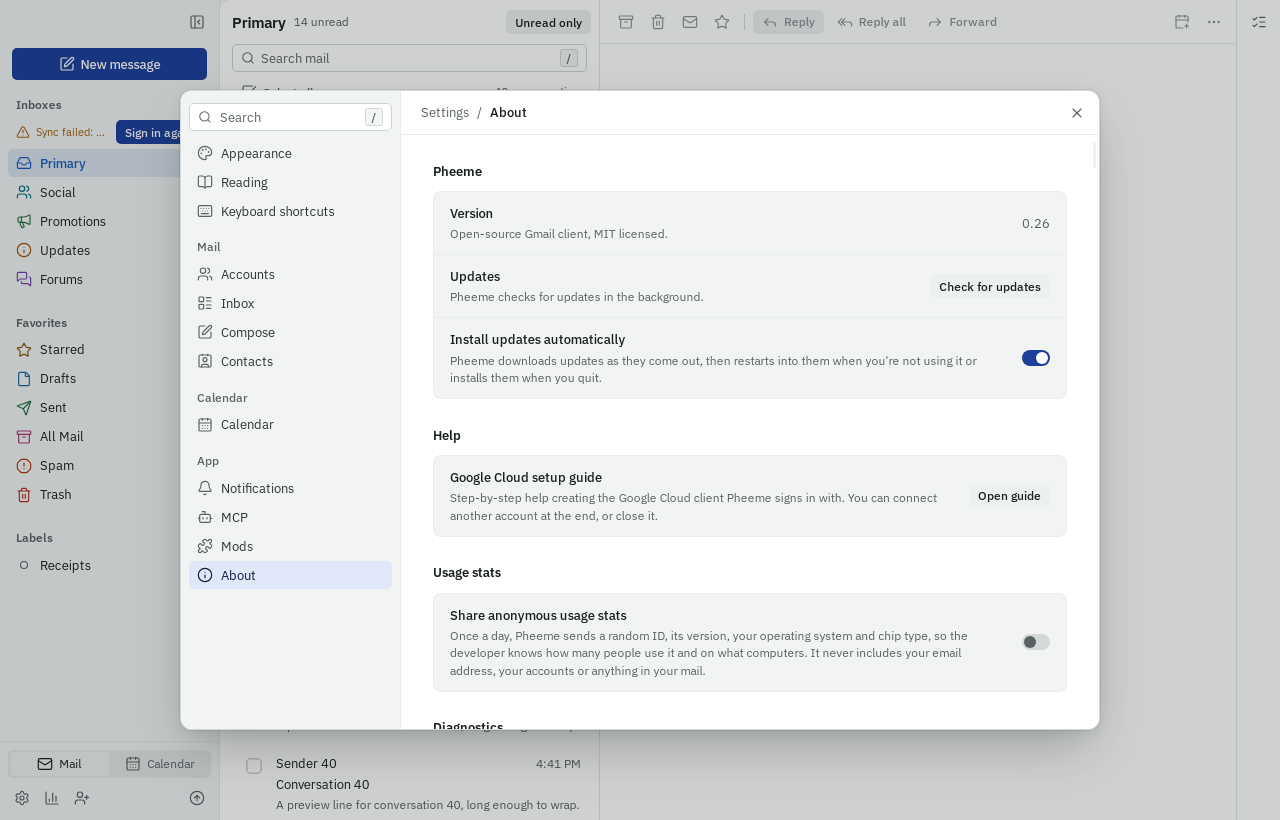 Primary 14 unread Unread only
Reply Reply all Forward
New message
Search mail /
Inboxes
Sync failed: ... Sign in
Primary
Social
Promotions
Updates
Forums
Favorites
Starred
Drafts
Sent
All Mail
Spam
Trash
Labels
Receipts
Mail Calendar
Search /
Appearance
Reading
Keyboard shortcuts
Mail
Accounts
Inbox
Compose
Contacts
Calendar
Calendar
App
Notifications
MCP
Mods
About
Settings / About
Pheeme
Version
Open-source Gmail client, MIT licensed.
0.26
Updates
Pheeme checks for updates in the background.
Check for updates
Install updates automatically
Pheeme downloads updates as they come out, then restarts into them when you're not using it or
installs them when you quit.
Help
Google Cloud setup guide
Step-by-step help creating the Google Cloud client Pheeme signs in with. You can connect
another account at the end, or close it.
Open guide
Usage stats
Share anonymous usage stats
Once a day, Pheeme sends a random ID, its version, your operating system and chip type, so the
developer knows how many people use it and on what computers. It never includes your email
address, your accounts or anything in your mail.
Diagnostics
Sender 40 4:41 PM
Conversation 40
A preview line for conversation 40, long enough to wrap.